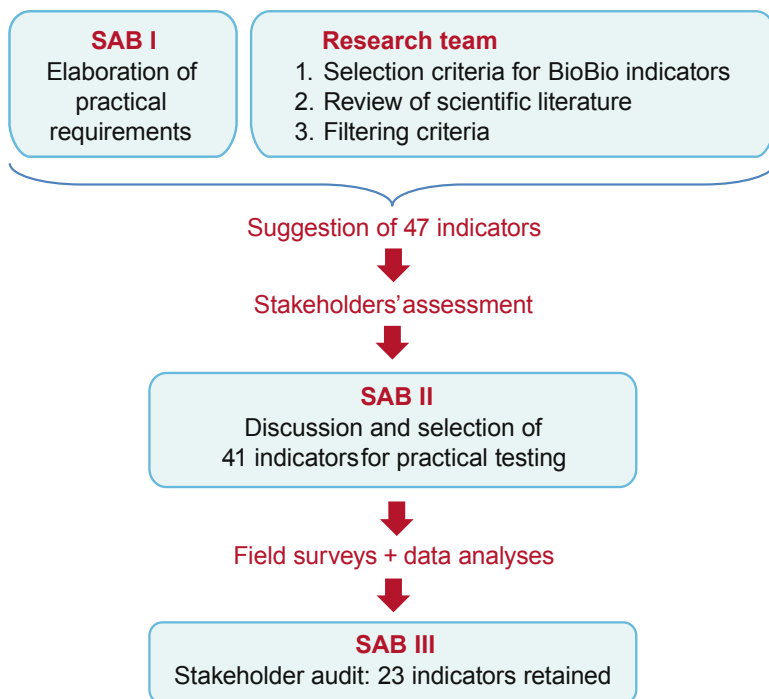 SAB I
Elaboration of
practical
requirements
Research team
1. Selection criteria for BioBio indicators
2. Review of scientific literature
3. Filtering criteria
Suggestion of 47 indicators
Stakeholders’assessment
SAB II
Discussion and selection of
41 indicators for practical testing
Field surveys + data analyses
SAB III
Stakeholder audit: 23 indicators retained